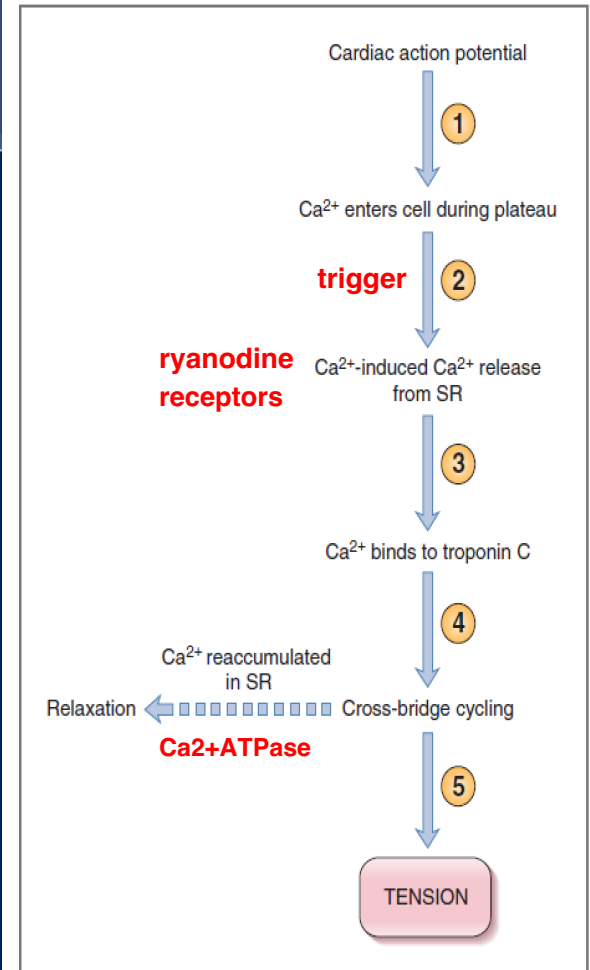 Cardiac action potential
1
Ca²⁺ enters cell during plateau
trigger
2
ryanodine
receptors
Ca²⁺-induced Ca²⁺ release
from SR
3
Ca²⁺ binds to troponin C
4
Ca²⁺ reaccumulated
in SR
Relaxation
Cross-bridge cycling
Ca2+ATPase
5
TENSION